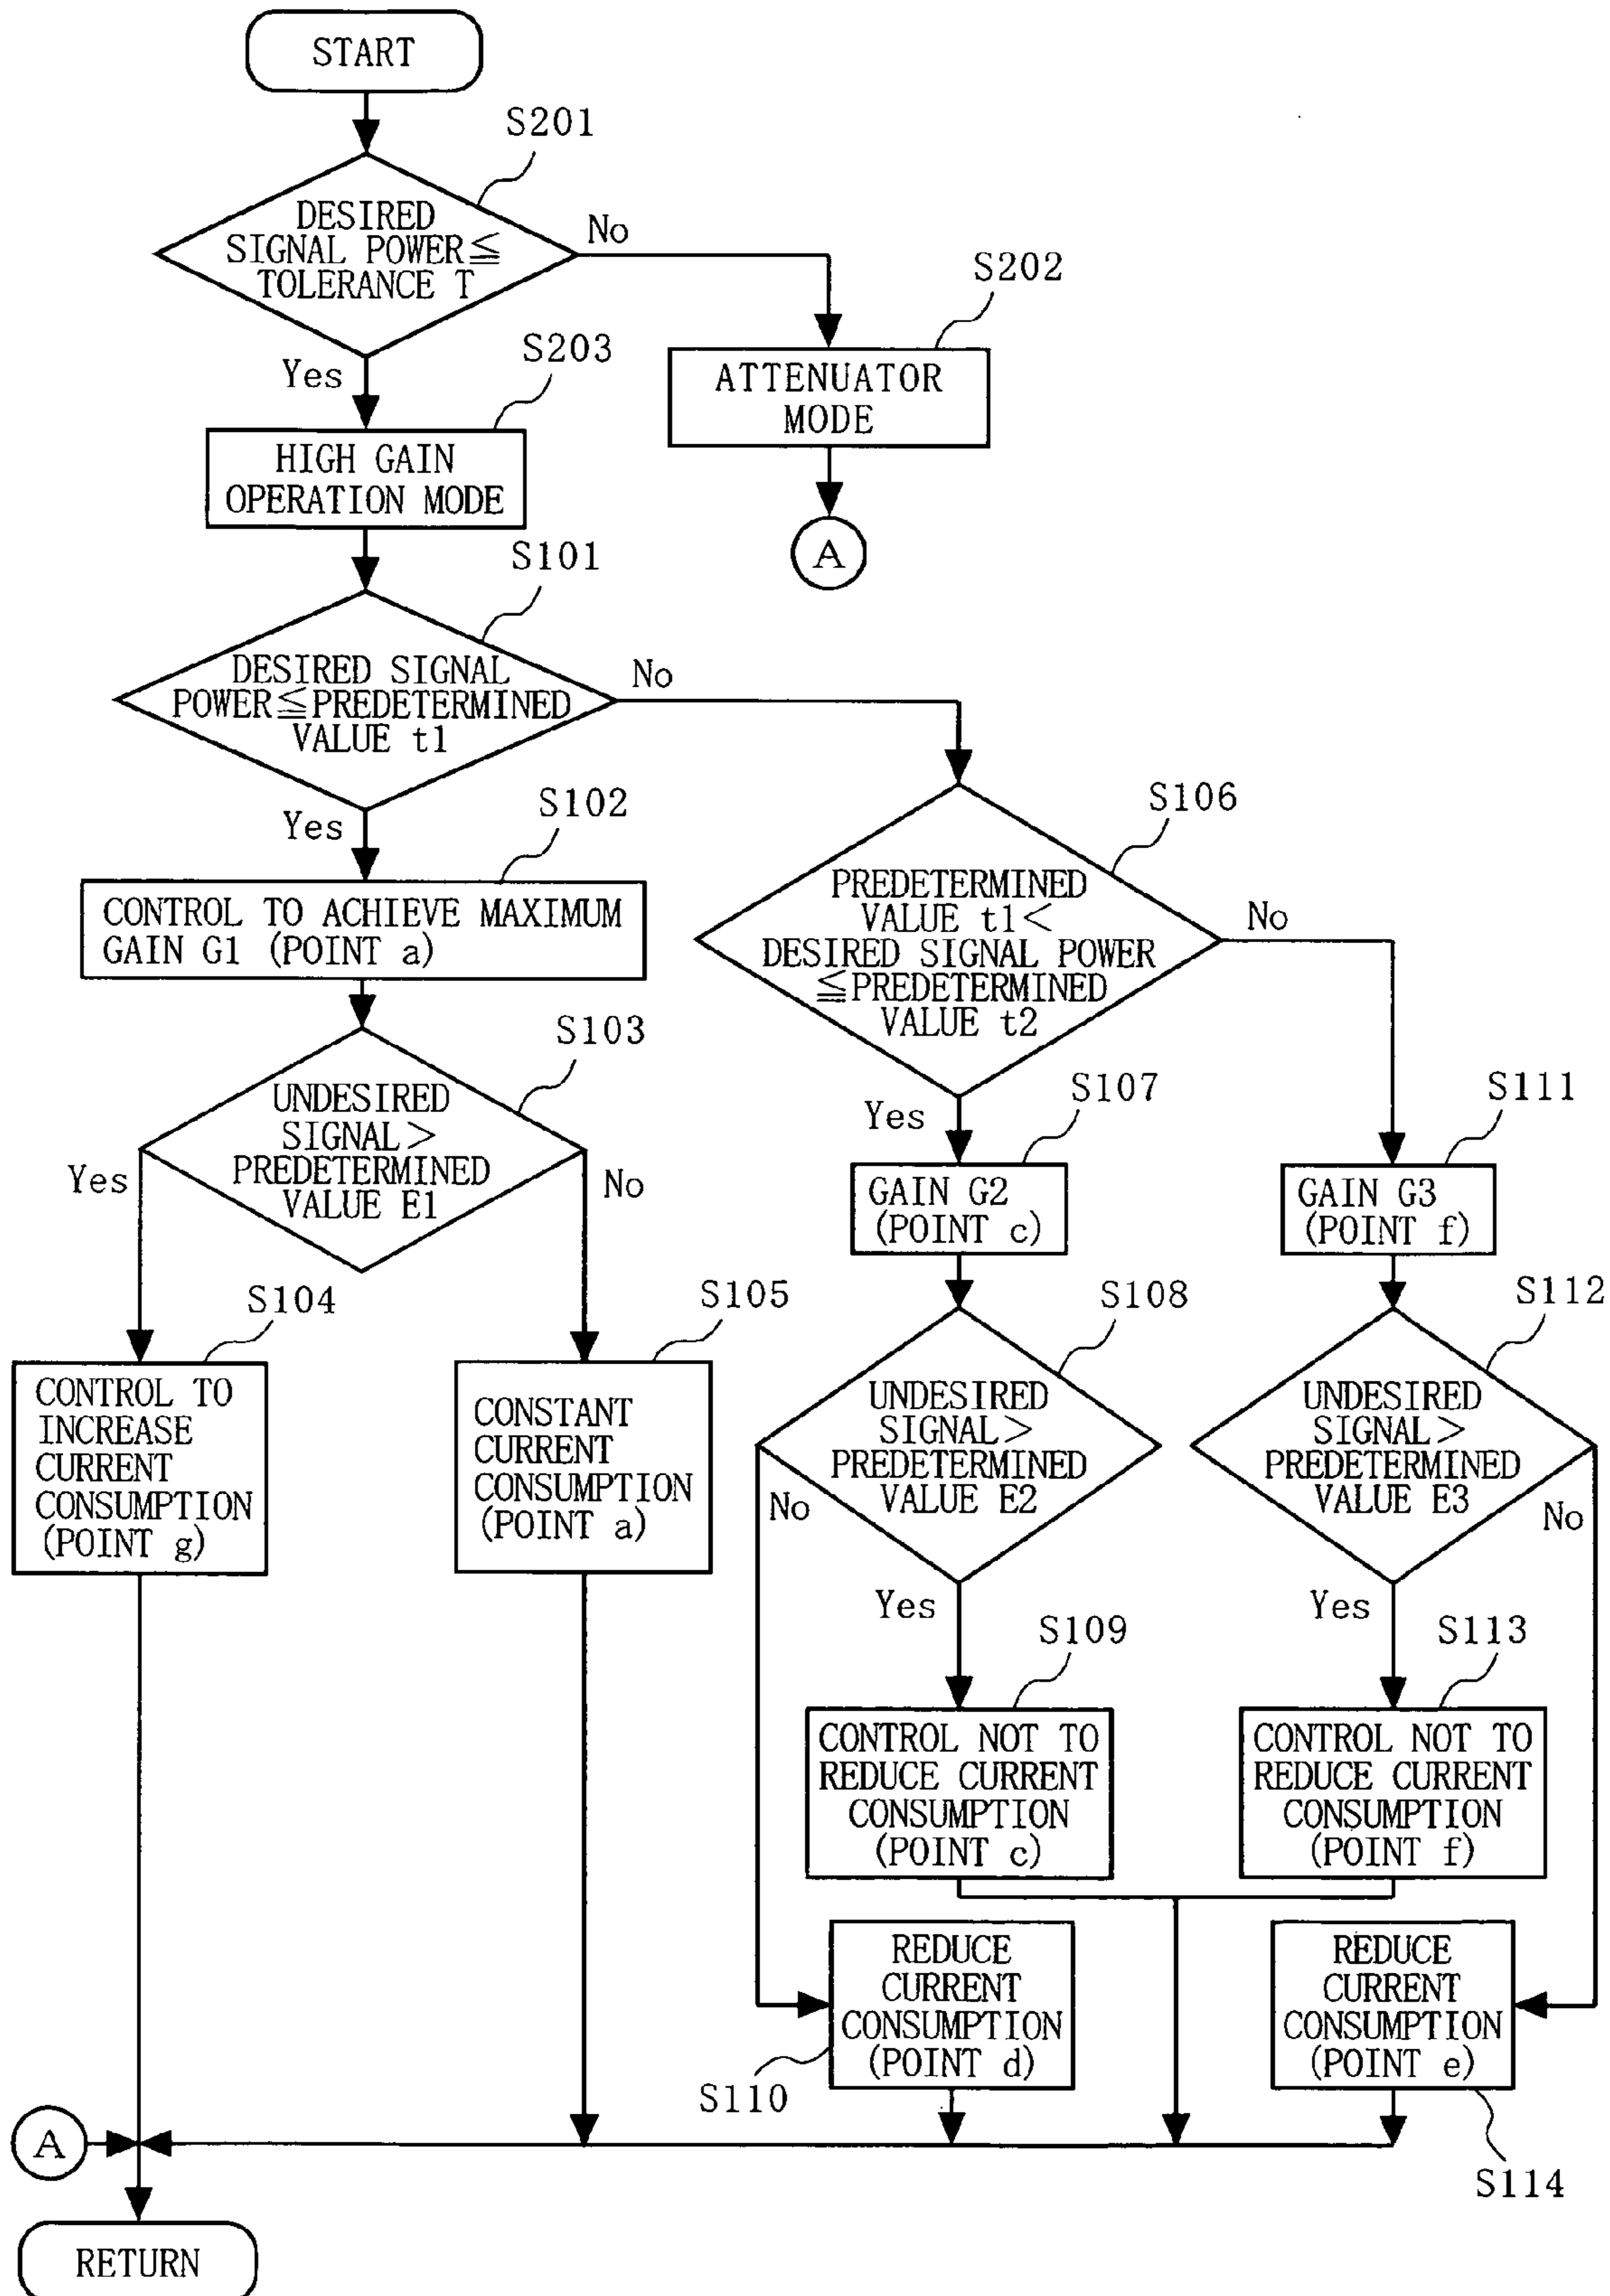 START
S201
DESIRED
SIGNAL POWER≦
TOLERANCE T
No
Yes
S202
ATTENUATOR
MODE
A
S203
HIGH GAIN
OPERATION MODE
S101
DESIRED SIGNAL
POWER≦PREDETERMINED
VALUE t1
No
Yes
S102
CONTROL TO ACHIEVE MAXIMUM
GAIN G1 (POINT a)
S103
UNDESIRED
SIGNAL>
PREDETERMINED
VALUE E1
Yes
No
S104
CONTROL TO
INCREASE
CURRENT
CONSUMPTION
(POINT g)
S105
CONSTANT
CURRENT
CONSUMPTION
(POINT a)
S106
PREDETERMINED
VALUE t1<
DESIRED SIGNAL POWER
≦PREDETERMINED
VALUE t2
No
Yes
S107
GAIN G2
(POINT c)
S108
UNDESIRED
SIGNAL>
PREDETERMINED
VALUE E2
No
Yes
S109
CONTROL NOT TO
REDUCE CURRENT
CONSUMPTION
(POINT c)
REDUCE
CURRENT
CONSUMPTION
(POINT d)
S110
S111
GAIN G3
(POINT f)
S112
UNDESIRED
SIGNAL>
PREDETERMINED
VALUE E3
No
Yes
S113
CONTROL NOT TO
REDUCE CURRENT
CONSUMPTION
(POINT f)
REDUCE
CURRENT
CONSUMPTION
(POINT e)
S114
A
RETURN